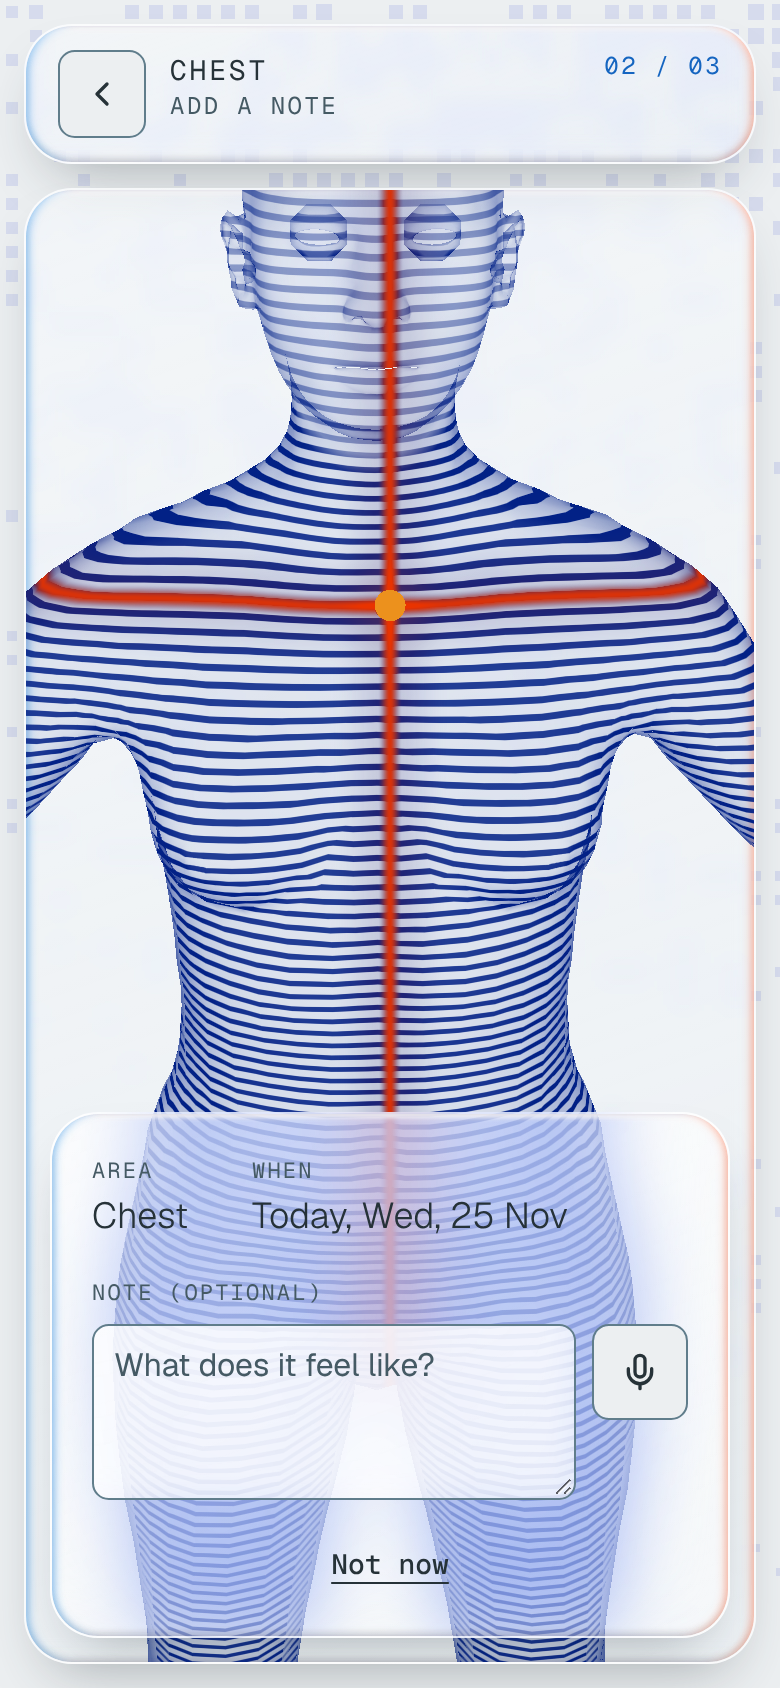 CHEST
ADD A NOTE
02 / 03
AREA
WHEN
Chest
Today, Wed, 25 Nov
NOTE (OPTIONAL)
What does it feel like?
Not now